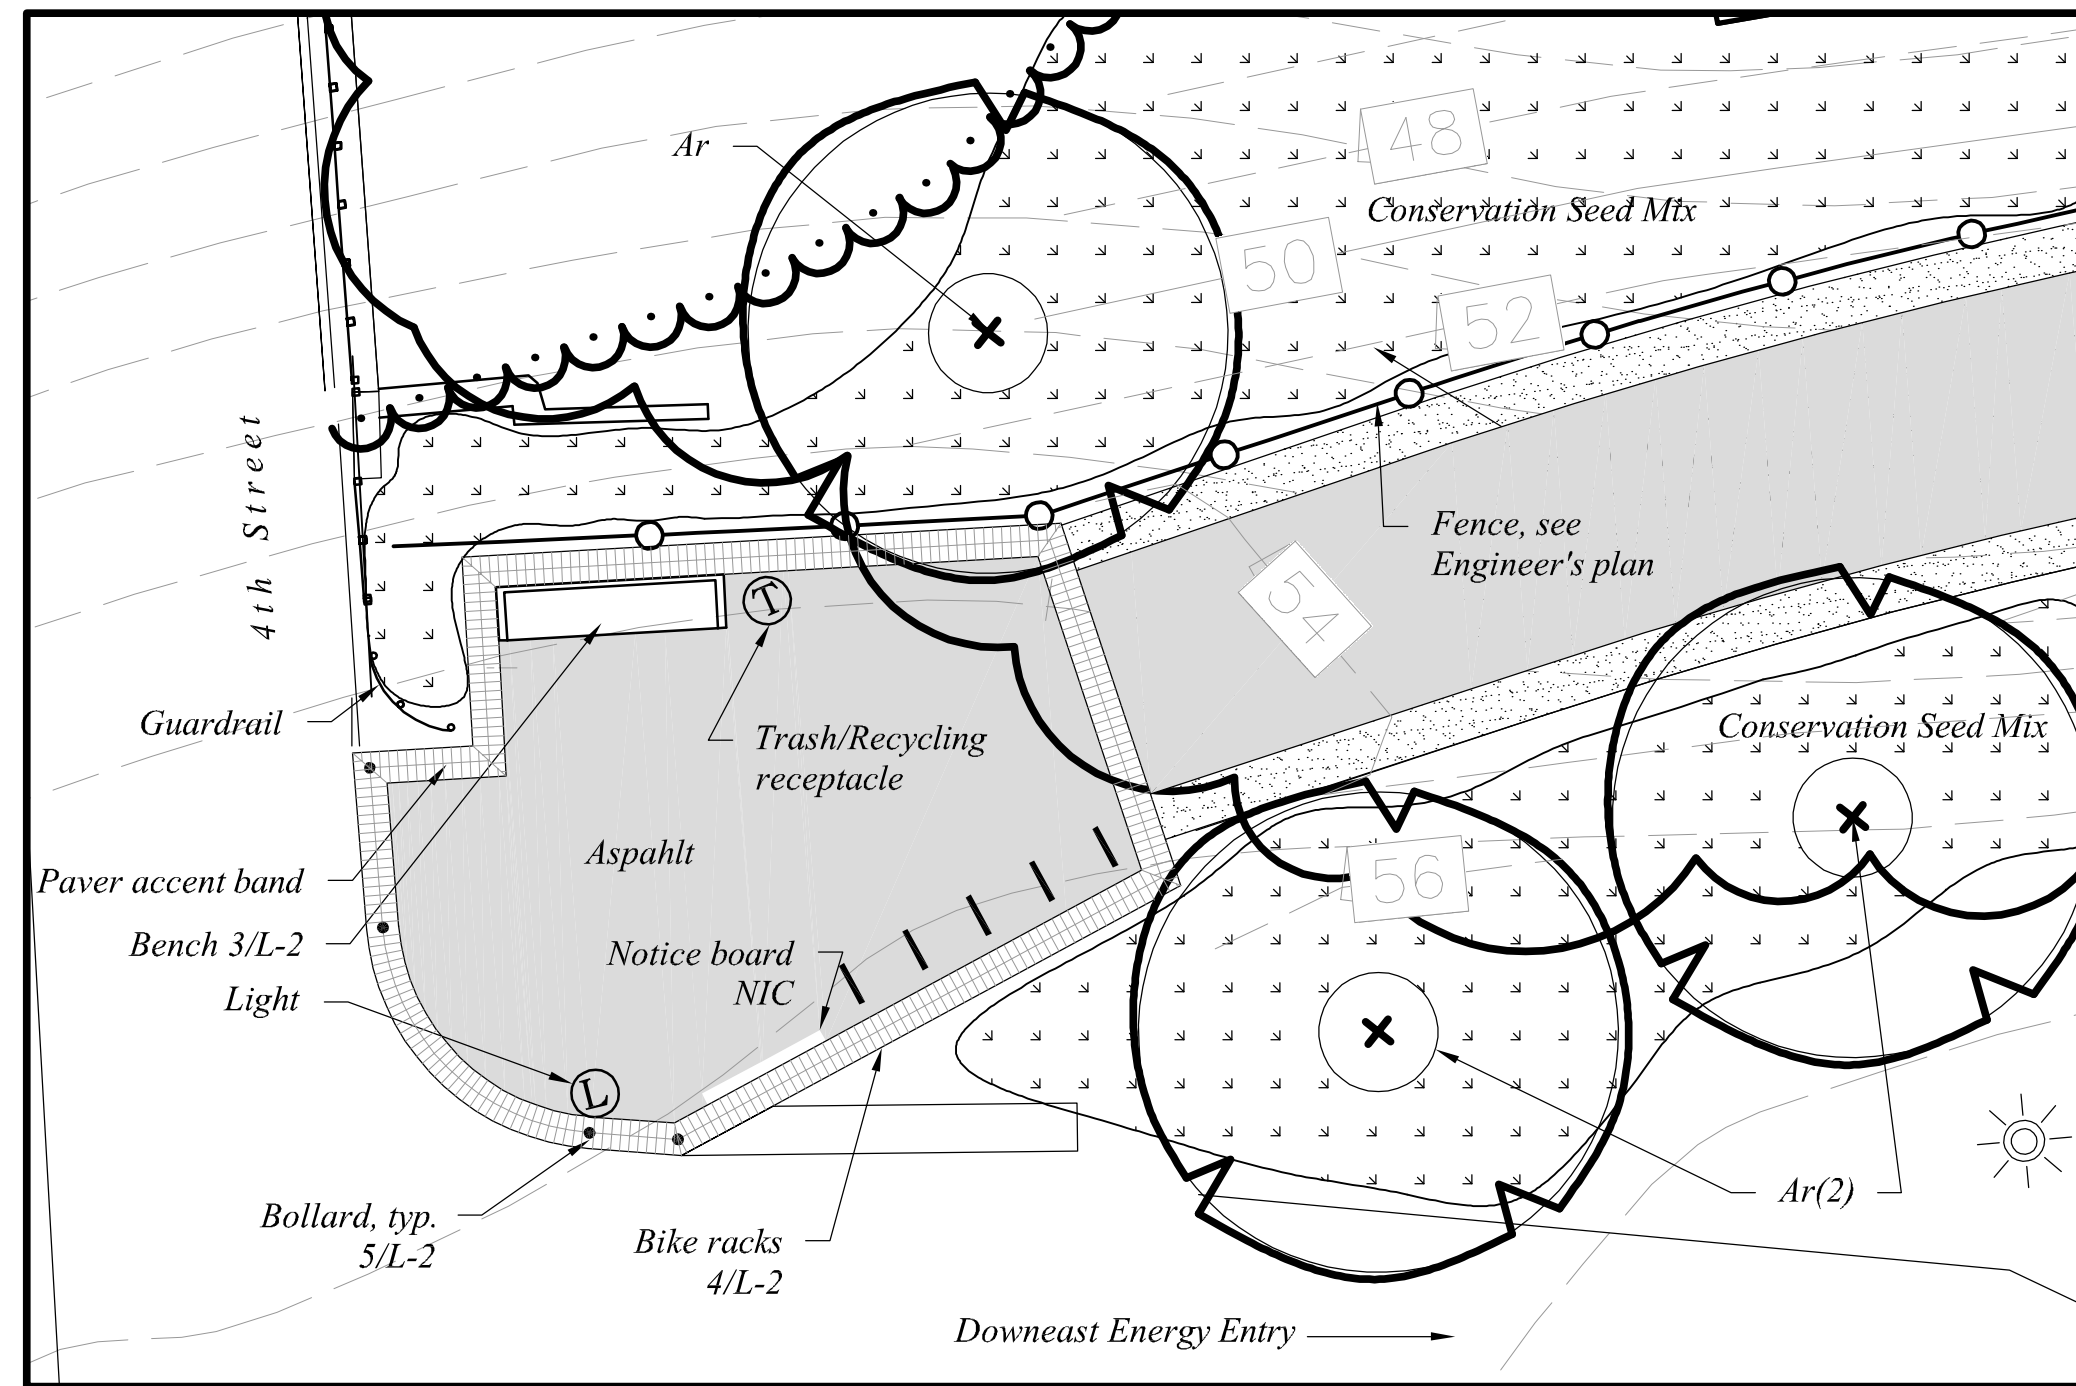 Ar
48
Conservation Seed Mix
50
52
4th Street
Fence, see
Engineer's plan
54
T
Guardrail
Trash/Recycling
receptacle
Conservation Seed Mix
Aspahlt
Paver accent band
56
Bench 3/L-2
Notice board
NIC
Light
L
Bollard, typ.
5/L-2
Bike racks
4/L-2
Ar(2)
Downeast Energy Entry